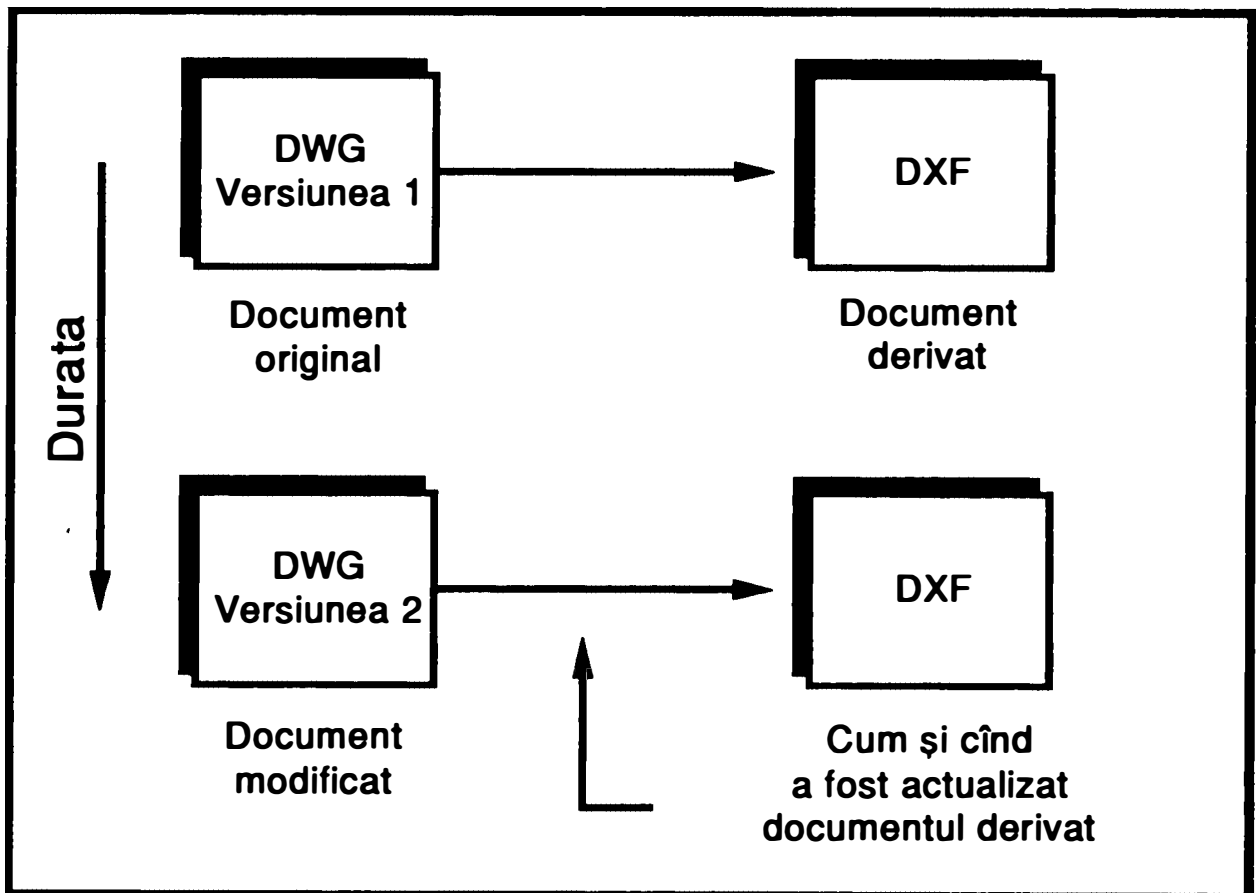 DWG
Versiunea 1
DXF
Document
original
Document
derivat
Durata
DWG
Versiunea 2
DXF
Document
modificat
Cum și cînd
a fost actualizat
documentul derivat